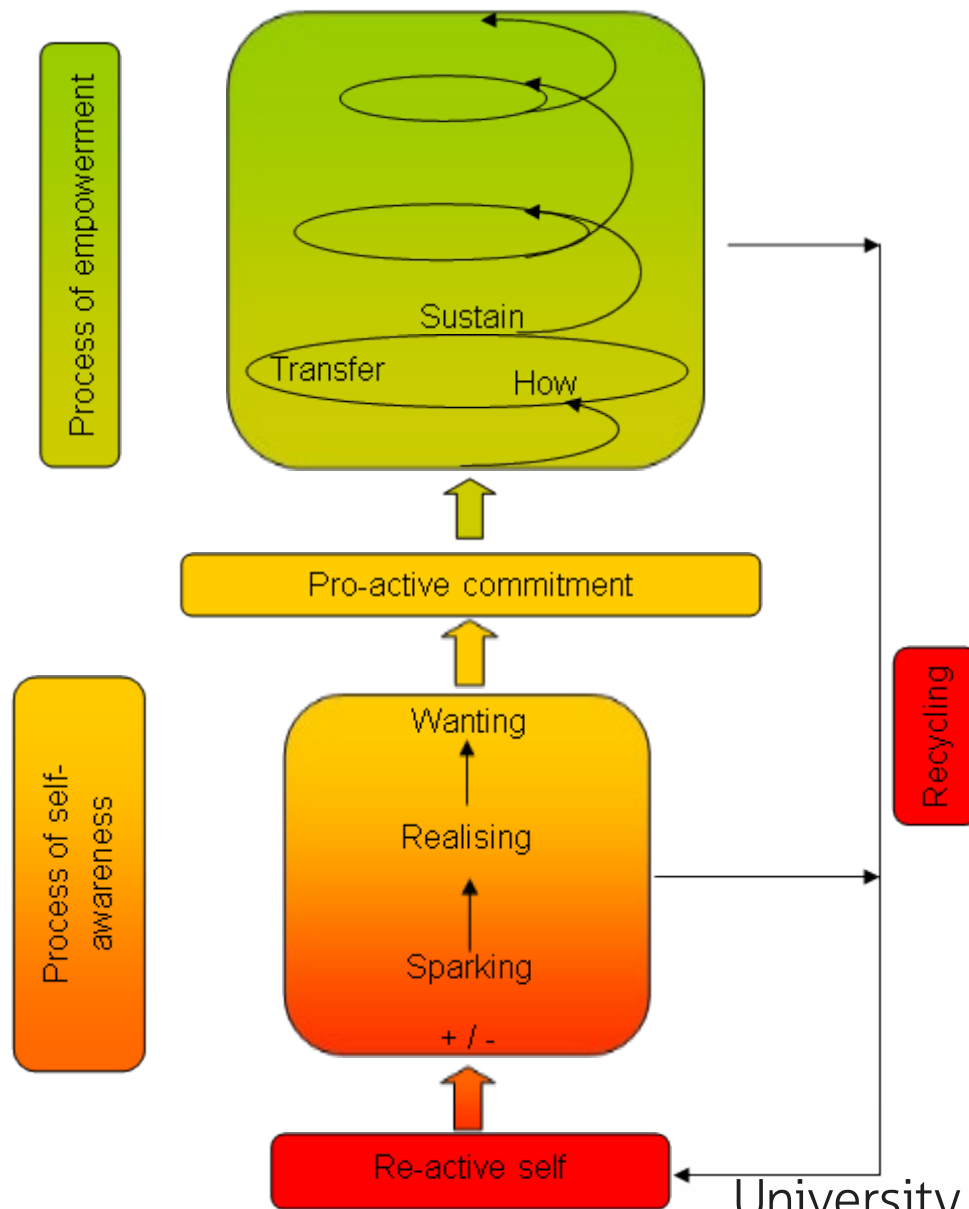 Process of empowerment
Sustain
Transfer
How
Pro-active commitment
Process of self-
awareness
Wanting
Realising
Sparking
+ / -
Recycling
Re-active self
University